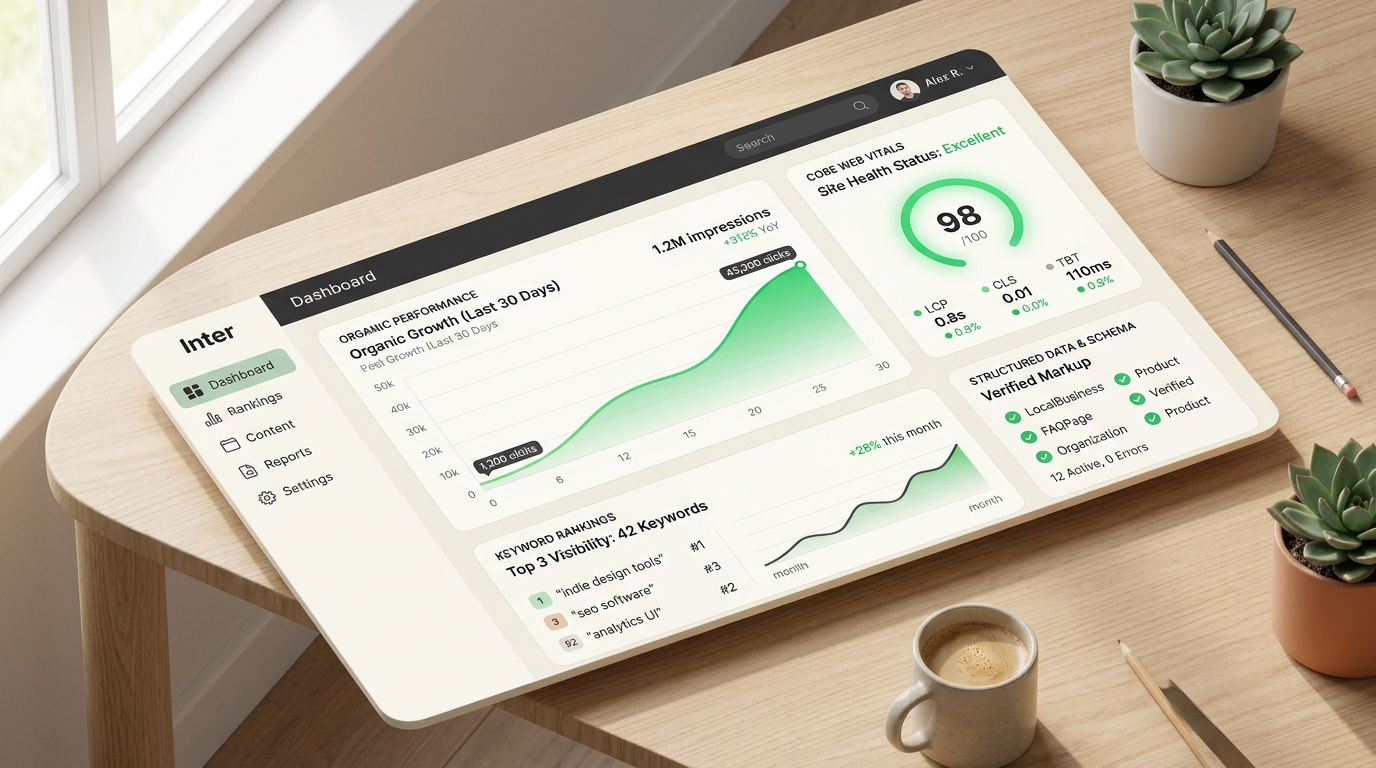 Dashboard
Search
Alex R.
Inter
Dashboard
Rankings
Content
Reports
Settings
ORGANIC PERFORMANCE
Organic Growth (Last 30 Days)
Growth (Last 30 Days
1.2M impressions
YoY
45,300 clicks
50k
40k
30k
20k
10k
0
1,200
0
6
12
15
20
25
30
CORE WEB VITALS
Site Health Status: Excellent
98
/100
LCP
0.8s
0.8%
CLS
0.01
0.0%
TBT
110ms
0.9%
KEYWORD RANKINGS
Top 3 Visibility: 42 Keywords
1 "indie design tools" #1
3 "seo software" #3
"analytics UI" #2
+28% this month
month
month
STRUCTURED DATA & SCHEMA
Verified Markup
LocalBusiness
FAQPage
Organization
Product
Verified
Product
12 Active, 0 Errors